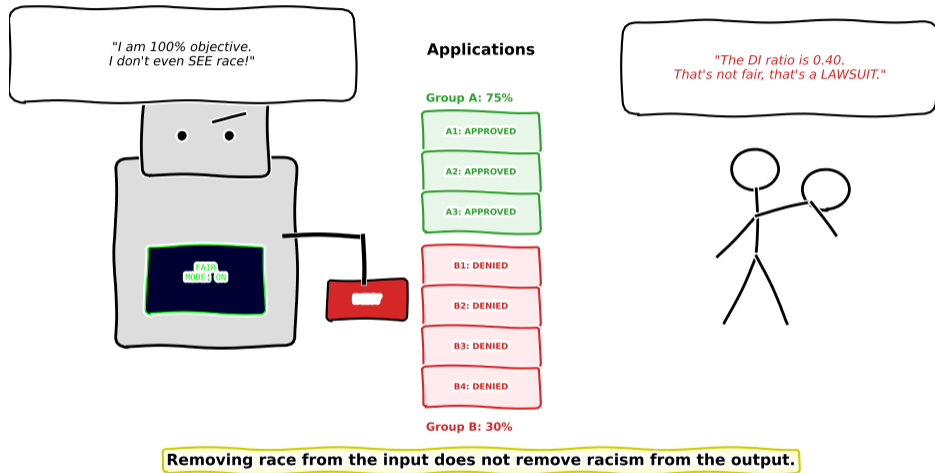 "I am 100% objective.
I don't even SEE race!"
Applications
"The DI ratio is 0.40.
That's not fair, that's a LAWSUIT."
Group A: 75%
A1: APPROVED
A2: APPROVED
A3: APPROVED
B1: DENIED
B2: DENIED
B3: DENIED
B4: DENIED
Group B: 30%
FAIR
MODE: ON
Removing race from the input does not remove racism from the output.